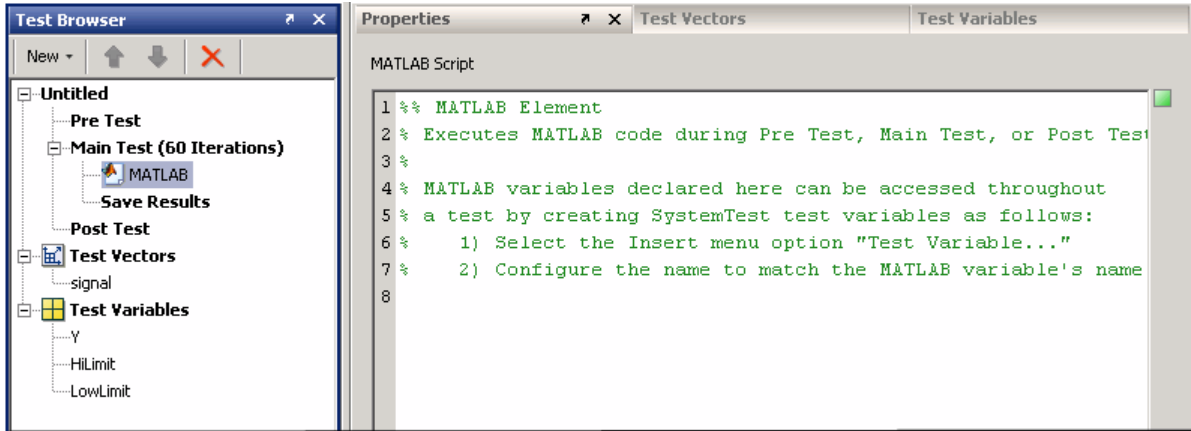 Test Browser
New
Untitled
Pre Test
Main Test (60 Iterations)
MATLAB
Save Results
Post Test
Test Vectors
signal
Test Variables
Y
HiLimit
LowLimit
Properties
Test Vectors
Test Variables
MATLAB Script
1 %% MATLAB Element
2 % Executes MATLAB code during Pre Test, Main Test, or Post Test
3 %
4 % MATLAB variables declared here can be accessed throughout
5 % a test by creating SystemTest test variables as follows:
6 % 1) Select the Insert menu option "Test Variable..."
7 % 2) Configure the name to match the MATLAB variable's name
8